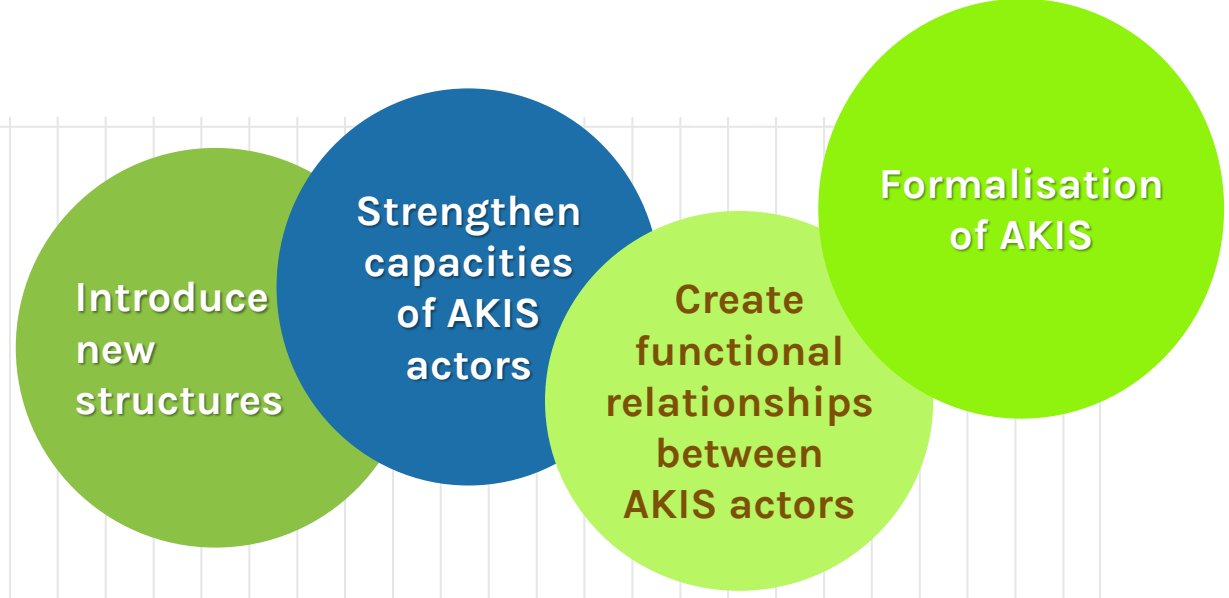 Introduce
new
structures
Strengthen
capacities
of AKIS
actors
Create
functional
relationships
between
AKIS actors
Formalisation
of AKIS